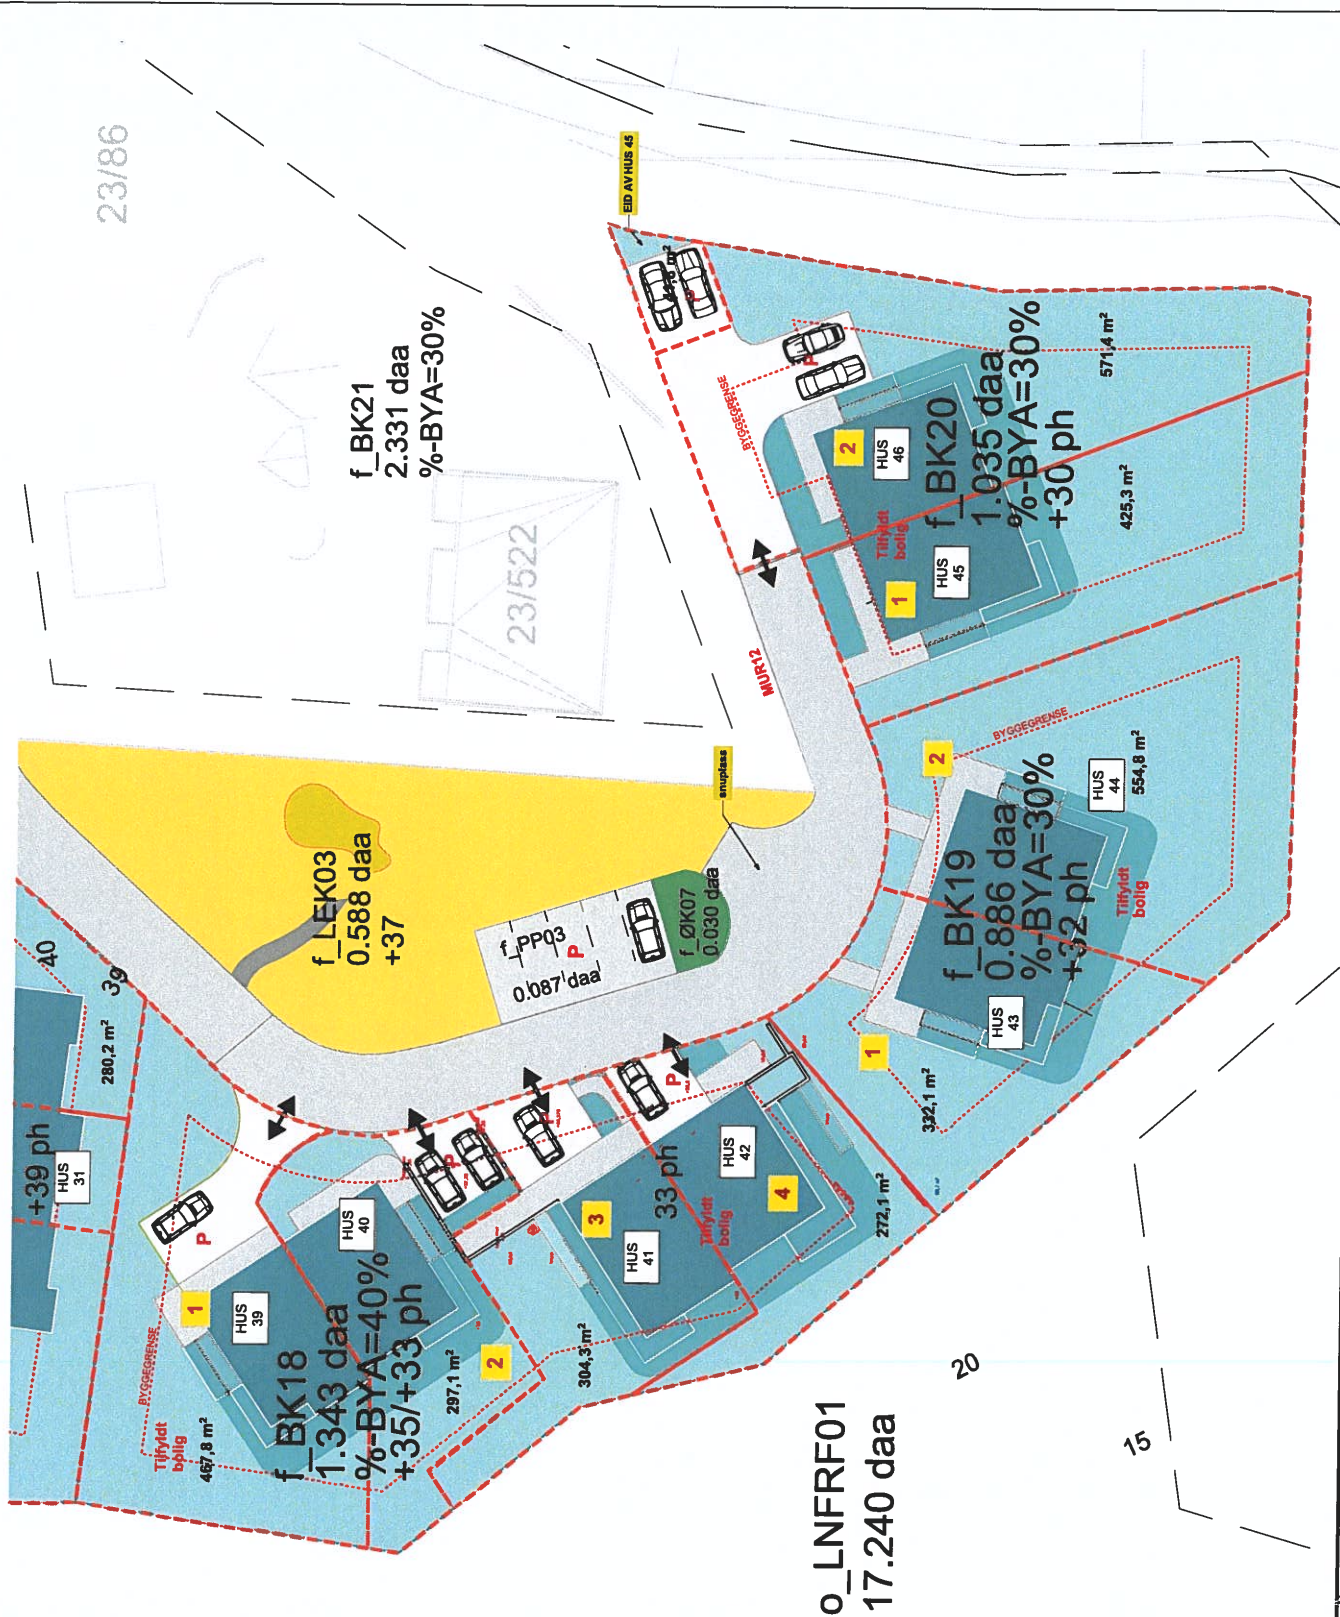 23/86
EID AV HUS 45
f_BK21
2.331 daa
%-BYA=30%
P
P
BYGGEGRENSE
571,4 m²
2
HUS
46
f_BK20
1.035 daa
%-BYA=30%
+30 ph
425,3 m²
Tilfyldt
bolig
1
HUS
45
23/522
MUR12
snuplass
BYGGEGRENSE
2
HUS
44
554,8 m²
f_BK19
0.886 daa
%-BYA=30%
+32 ph
Tilfyldt
bolig
HUS
43
1
332,1 m²
f_LEK03
0.588 daa
+37
f_PP03
P
0.087 daa
f_ØK07
0.030 daa
40
39
280,2 m²
+39 ph
HUS
31
P
P
P
HUS
42
33 ph
4
3
Tilfyldt
bolig
HUS
41
272,1 m²
304,3 m²
HUS
40
1
HUS
39
BYGGEGRENSE
f_BK18
1.343 daa
%-BYA=40%
+35/+33 ph
297,1 m²
2
Tilfyldt
bolig
467,8 m²
20
15
o_LNFRF01
17.240 daa